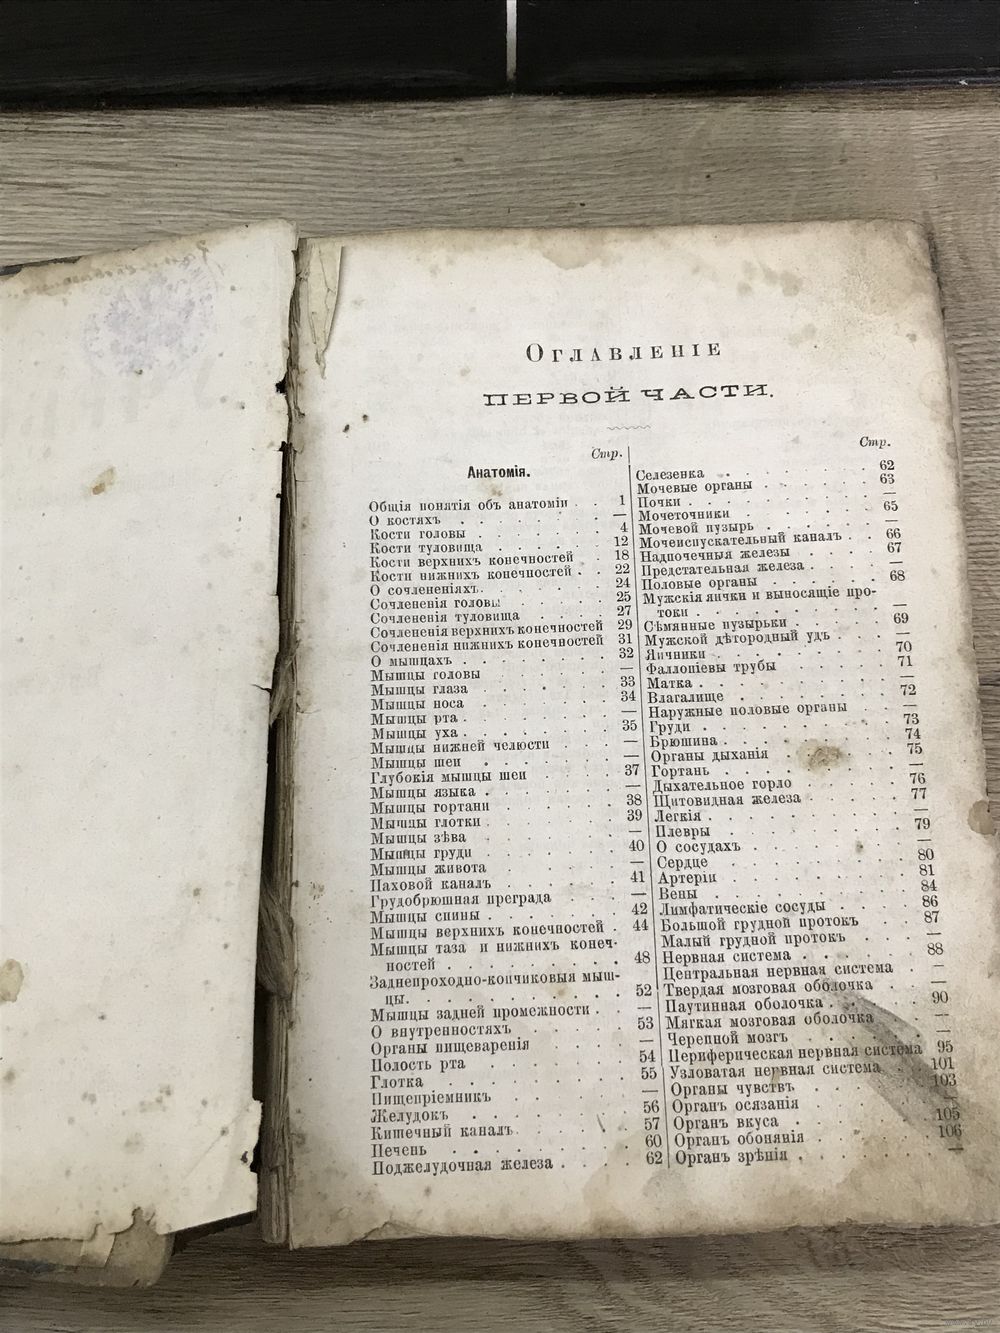 Оглавленіе
ПЕРВОЙ ЧАСТИ.
Стр.
Анатомія.
Общія понятія объ анатоміи . . 1
О костяхъ . . . . . . —
Кости головы . . . . . 4
Кости туловища . . . . . 12
Кости верхнихъ конечностей . . 18
Кости нижнихъ конечностей . . 22
О сочлененіяхъ . . . . . 24
Сочлененія головы . . . . 25
Сочлененія туловища . . . 27
Сочлененія верхнихъ конечностей 29
Сочлененія нижнихъ конечностей 31
О мышцахъ . . . . . . 32
Мышцы головы . . . . . —
Мышцы глаза . . . . . 33
Мышцы носа . . . . . 34
Мышцы рта . . . . . . —
Мышцы уха . . . . . . 35
Мышцы нижней челюсти . . . —
Мышцы шеи . . . . . —
Глубокія мышцы шеи . . . 37
Мышцы языка . . . . . —
Мышцы гортани . . . . . 38
Мышцы глотки . . . . . 39
Мышцы зѣва . . . . . —
Мышцы груди . . . . . 40
Мышцы живота . . . . . —
Паховой каналъ . . . . . 41
Грудобрюшная преграда . . . —
Мышцы спины . . . . . 42
Мышцы верхнихъ конечностей . 44
Мышцы таза и нижнихъ конеч-
ностей . . . . . . . 48
Заднепроходно-копчиковыя мыш-
цы . . . . . . . . 52
Мышцы задней промежности . . —
О внутренностяхъ . . . . 53
Органы пищеваренія . . . . —
Полость рта . . . . . 54
Глотка . . . . . . . 55
Пищепріемникъ . . . . . —
Желудокъ . . . . . . 56
Кишечный каналъ . . . . 57
Печень . . . . . . . 60
Поджелудочная железа . . . . 62
Стр.
Селезенка . . . . . . 62
Мочевые органы . . . . . 63
Почки . . . . . . . —
Мочеточники . . . . . 65
Мочевой пузырь . . . . . —
Мочеиспускательный каналъ . . 66
Надпочечныя железы . . . . 67
Предстательная железа . . . . —
Половые органы . . . . . 68
Мужскія яички и выносящіе про-
токи . . . . . . . —
Сѣмянные пузырьки . . . . 69
Мужской дѣтородный удъ . . . —
Яичники . . . . . . 70
Фаллопіевы трубы . . . . 71
Матка . . . . . . . —
Влагалище . . . . . . 72
Наружные половые органы . . —
Груди . . . . . . . 73
Брюшина . . . . . . 74
Органы дыханія . . . . . 75
Гортань . . . . . . —
Дыхательное горло . . . . 76
Щитовидная железа . . . . 77
Легкія . . . . . . . —
Плевры . . . . . . 79
О сосудахъ . . . . . . —
Сердце . . . . . . 80
Артеріи . . . . . . 81
Вены . . . . . . . 84
Лимфатическіе сосуды . . . . 86
Большой грудной протокъ . . . 87
Малый грудной протокъ . . . —
Нервная система . . . . . 88
Центральная нервная система . . —
Твердая мозговая оболочка . . —
Паутинная оболочка . . . . 90
Мягкая мозговая оболочка . . —
Черепной мозгъ . . . . . —
Периферическая нервная система 95
Узловатая нервная система . . 101
Органы чувствъ . . . . . 103
Органъ осязанія . . . . . —
Органъ вкуса . . . . . 105
Органъ обонянія . . . . . 106
Органъ зрѣнія . . . . . —